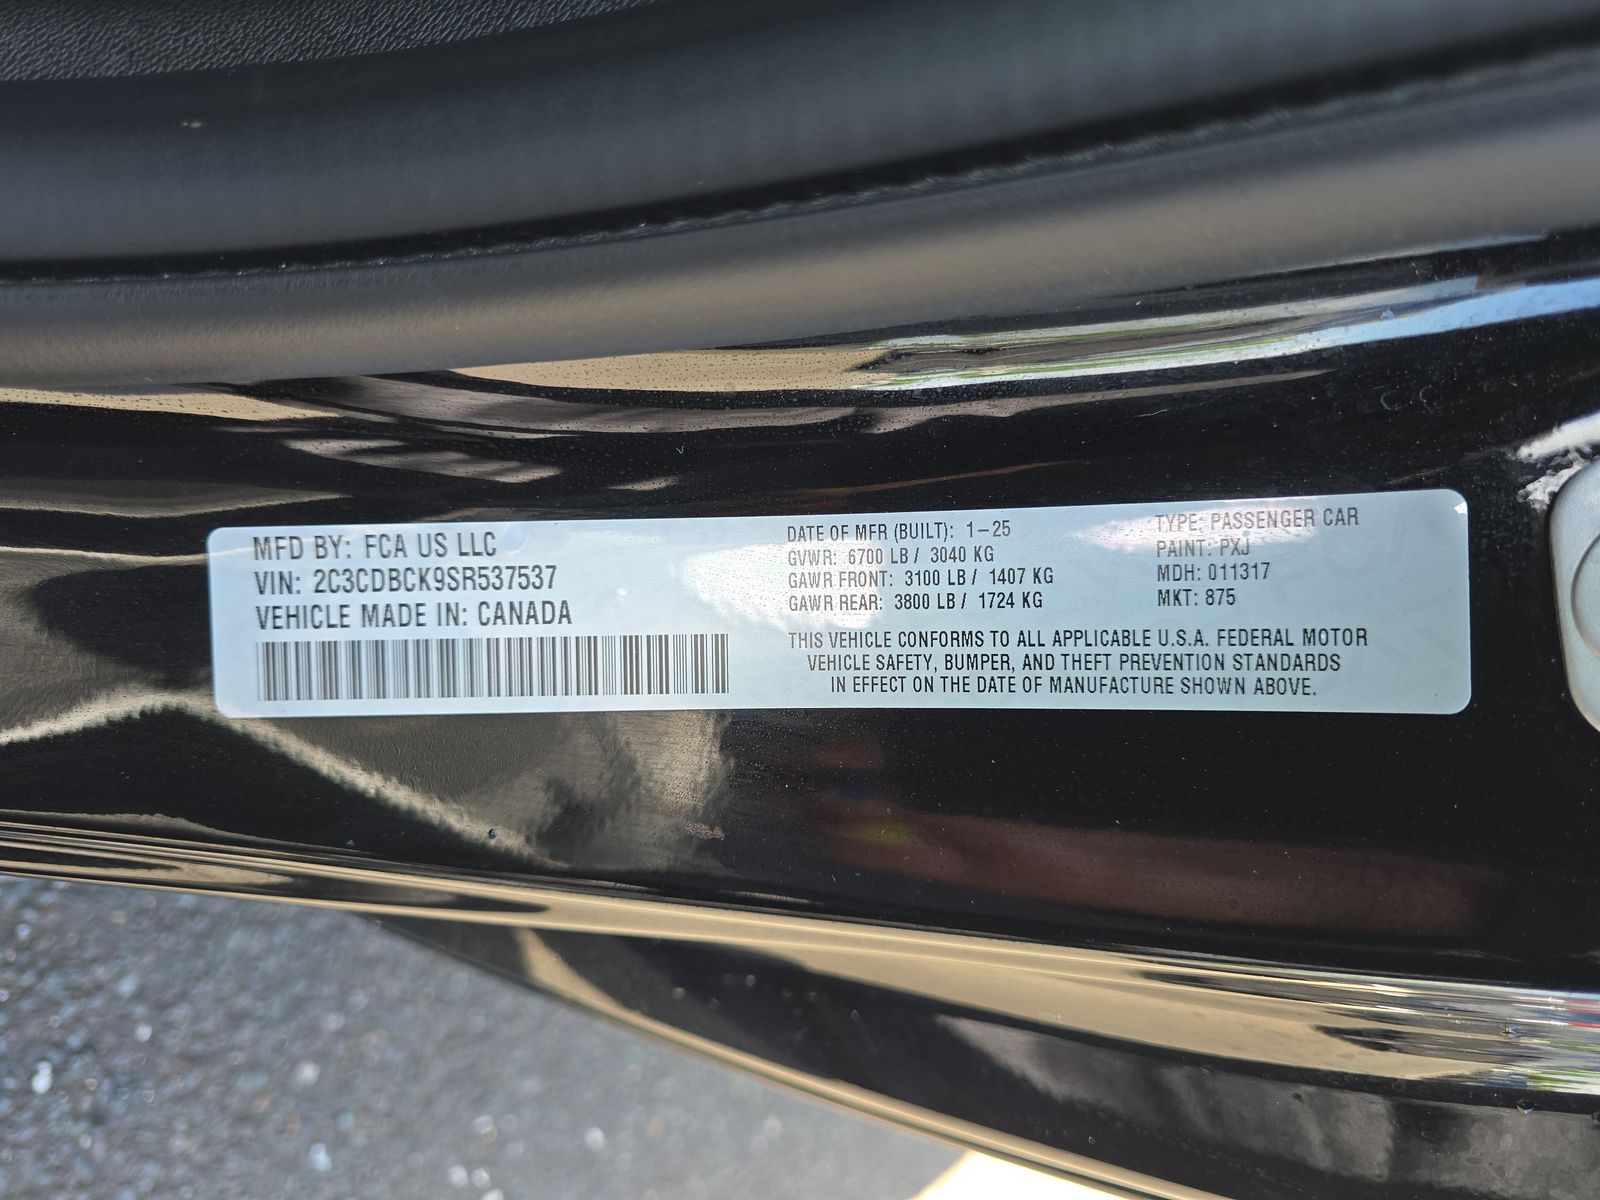 MFD BY: FCA US LLC
VIN: 2C3CDBCK9SR537537
VEHICLE MADE IN: CANADA
DATE OF MFR (BUILT): 1-25
GVWR: 6700 LB / 3040 KG
GAWR FRONT: 3100 LB / 1407 KG
GAWR REAR: 3800 LB / 1724 KG
TYPE: PASSENGER CAR
PAINT: PXJ
MDH: 011317
MKT: 875
THIS VEHICLE CONFORMS TO ALL APPLICABLE U.S.A. FEDERAL MOTOR
VEHICLE SAFETY, BUMPER, AND THEFT PREVENTION STANDARDS
IN EFFECT ON THE DATE OF MANUFACTURE SHOWN ABOVE.